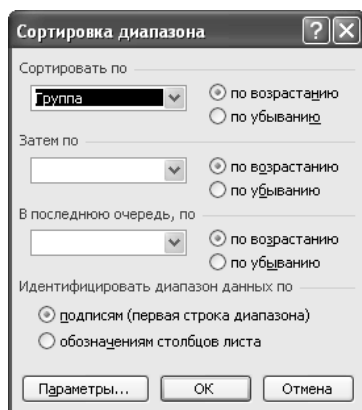 Сортировка диапазона
Сортировать по
Группа
по возрастанию
по убыванию
Затем по
по возрастанию
по убыванию
В последнюю очередь, по
по возрастанию
по убыванию
Идентифицировать диапазон данных по
подписям (первая строка диапазона)
обозначениям столбцов листа
Параметры... ОК Отмена